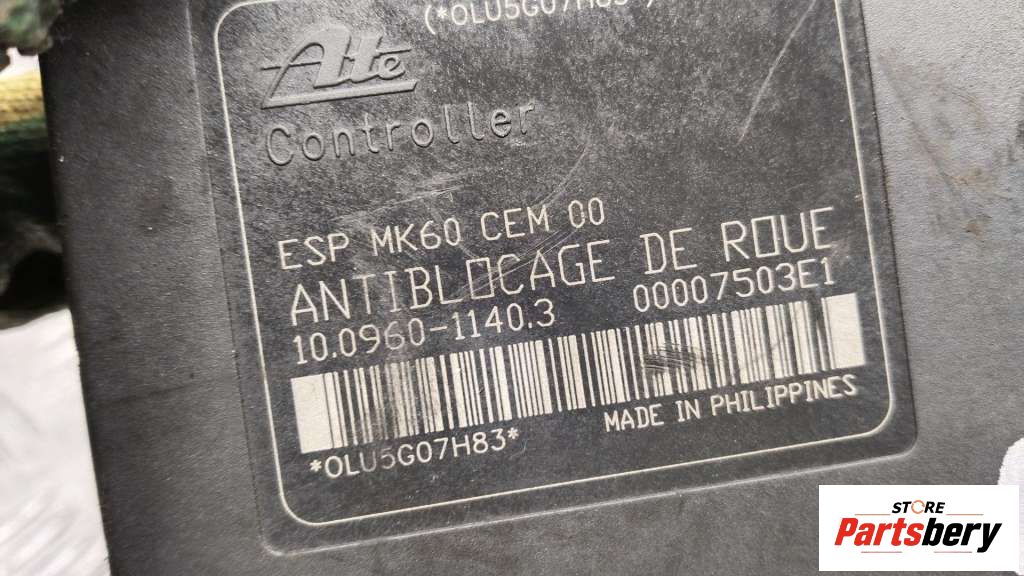 (*OLU5G07H83*)
Ate
Controller
ESP MK60 CEM 00
ANTIBLOCAGE DE ROUE
10.0960-1140.3 00007503E1
*OLU5G07H83*
MADE IN PHILIPPINES
STORE
Partsbery